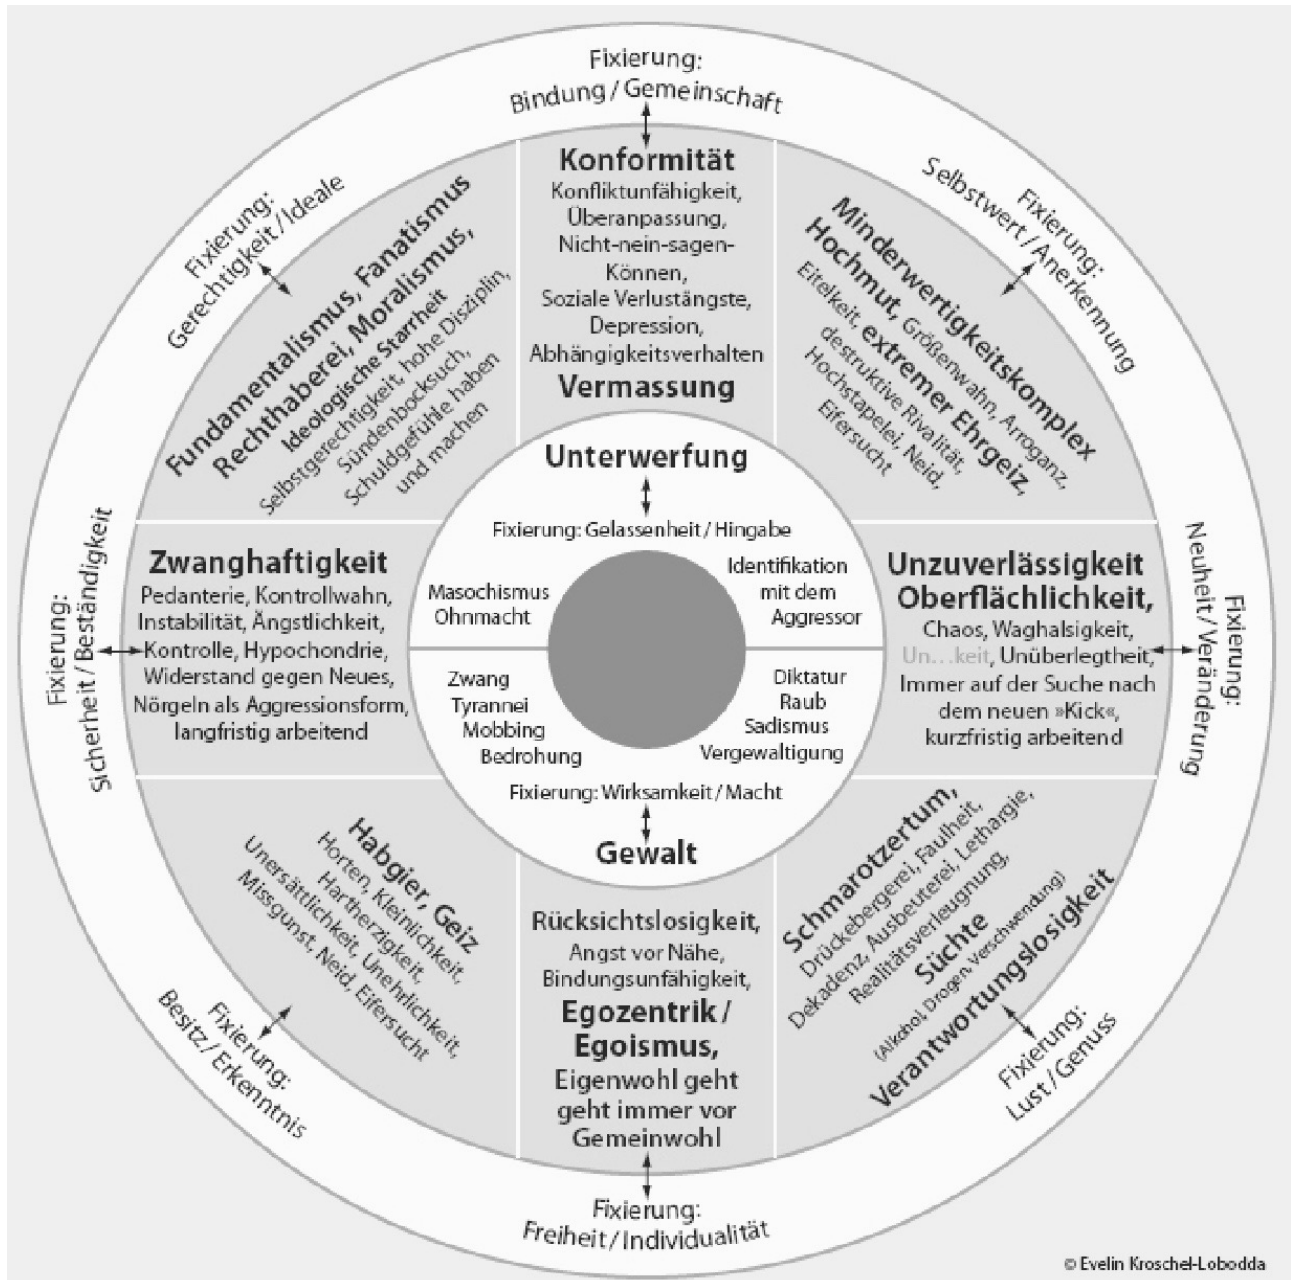 Fixierung:
Bindung / Gemeinschaft
Konformität
Konfliktunfähigkeit,
Überanpassung,
Nicht-nein-sagen-
Können,
Soziale Verlustängste,
Depression,
Abhängigkeitsverhalten
Vermassung
Fixierung:
Selbstwert / Anerkennung
Minderwertigkeitskomplex
Hochmut, Größenwahn, Arroganz,
Eitelkeit, extremer Ehrgeiz,
destruktive Rivalität,
Hochstapelei, Neid,
Eifersucht
Fixierung:
Neuheit / Veränderung
Unzuverlässigkeit
Oberflächlichkeit,
Chaos, Waghalsigkeit,
Unüberlegtheit,
Immer auf der Suche nach
dem neuen »Kick«,
kurzfristig arbeitend
Fixierung:
Lust / Genuss
Schmarotzertum,
Drückebergerei, Faulheit,
Dekadenz, Ausbeuterei, Lethargie,
Realitätsverleugnung,
Süchte
(Alkohol, Drogen, Verschwendung)
Verantwortungslosigkeit
Fixierung:
Freiheit / Individualität
Rücksichtslosigkeit,
Angst vor Nähe,
Bindungsunfähigkeit,
Egozentrik /
Egoismus,
Eigenwohl geht
geht immer vor
Gemeinwohl
Fixierung:
Besitz / Erkenntnis
Habgier, Geiz
Horten, Kleinlichkeit,
Hartherzigkeit,
Unersättlichkeit, Unehrlichkeit,
Missgunst, Neid, Eifersucht
Fixierung:
Sicherheit / Beständigkeit
Zwanghaftigkeit
Pedanterie, Kontrollwahn,
Instabilität, Ängstlichkeit,
Kontrolle, Hypochondrie,
Widerstand gegen Neues,
Nörgeln als Aggressionsform,
langfristig arbeitend
Fixierung:
Gerechtigkeit / Ideale
Fundamentalismus, Fanatismus
Rechthaberei, Moralismus,
Ideologische Starrheit
Selbstgerechtigkeit, hohe Disziplin,
Sündenbocksuch,
Schuldgefühle haben
und machen
Unterwerfung
Fixierung: Gelassenheit / Hingabe
Masochismus
Ohnmacht
Identifikation
mit dem
Aggressor
Zwang
Tyrannei
Mobbing
Bedrohung
Diktatur
Raub
Sadismus
Vergewaltigung
Fixierung: Wirksamkeit / Macht
Gewalt
© Evelin Kroschel-Lobodda